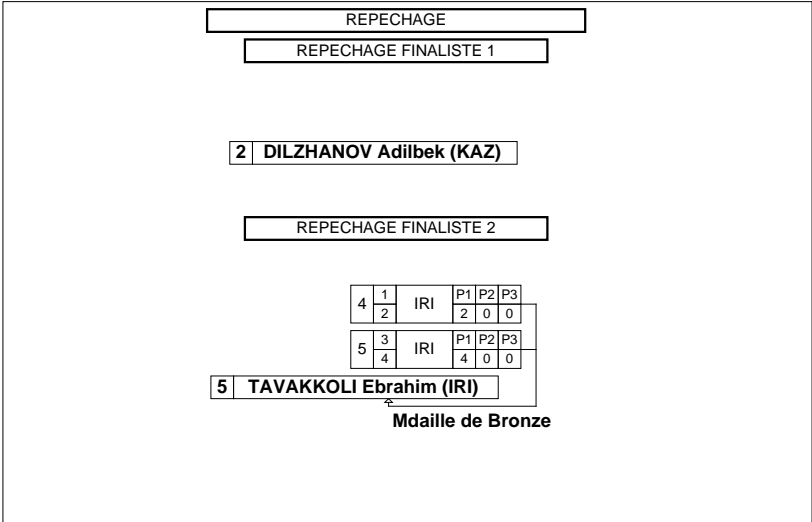 REPECHAGE
REPECHAGE FINALISTE 1
2 DILZHANOV Adilbek (KAZ)
REPECHAGE FINALISTE 2
4 1 2 IRI P1 P2 P3
2 0 0
5 3 4 IRI P1 P2 P3
4 0 0
5 TAVAKKOLI Ebrahim (IRI)
Mdaille de Bronze